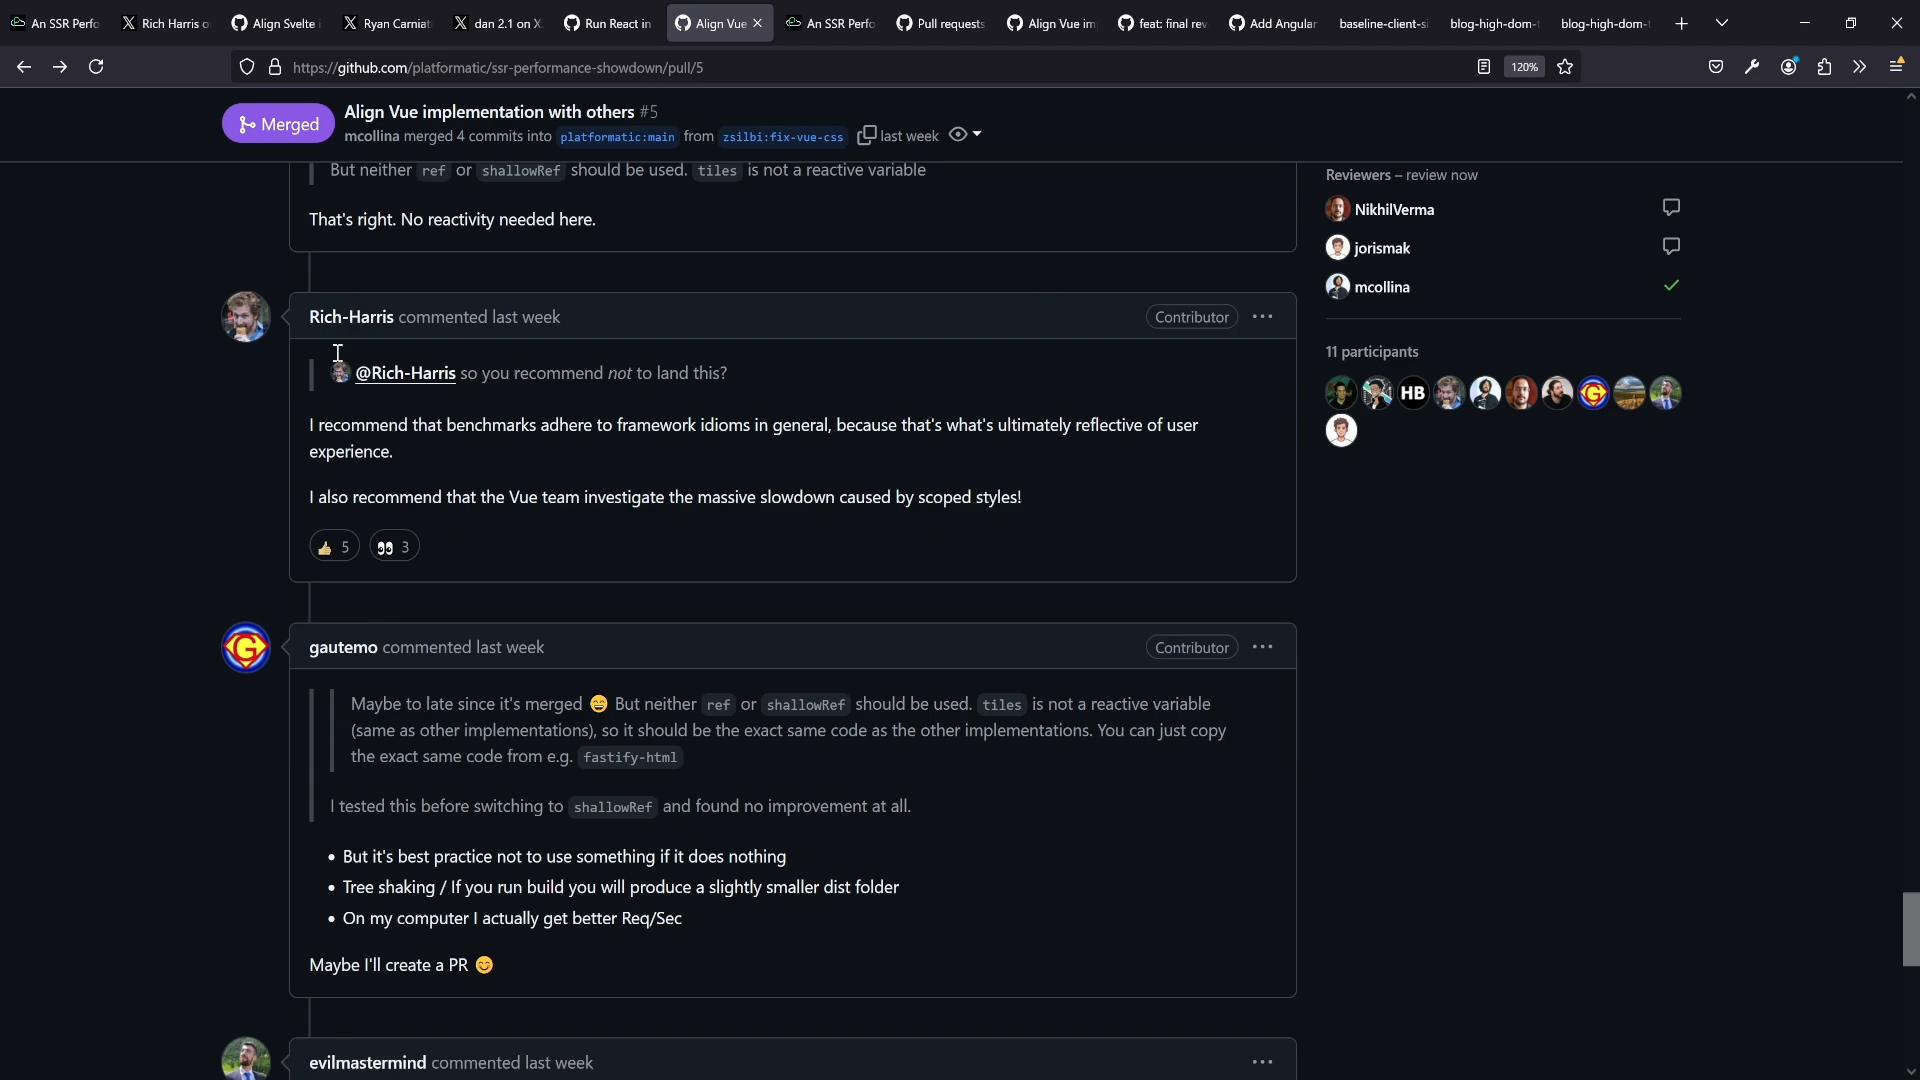 An SSR Perfo
Rich Harris o
Align Svelte i
Ryan Carniat
dan 2.1 on X
Run React in
Align Vue
An SSR Perfo
Pull requests
Align Vue im
feat: final rev
Add Angular
baseline-client-si
blog-high-dom-
blog-high-dom-
https://github.com/platformatic/ssr-performance-showdown/pull/5
120%
Merged
Align Vue implementation with others #5
mcollina merged 4 commits into platformatic:main from zsilbi:fix-vue-css last week
But neither ref or shallowRef should be used. tiles is not a reactive variable
That's right. No reactivity needed here.
Rich-Harris commented last week
Contributor
@Rich-Harris so you recommend not to land this?
I recommend that benchmarks adhere to framework idioms in general, because that's what's ultimately reflective of user
experience.
I also recommend that the Vue team investigate the massive slowdown caused by scoped styles!
👍 5
👀 3
gautemo commented last week
Contributor
Maybe to late since it's merged 😄 But neither ref or shallowRef should be used. tiles is not a reactive variable
(same as other implementations), so it should be the exact same code as the other implementations. You can just copy
the exact same code from e.g. fastify-html
I tested this before switching to shallowRef and found no improvement at all.
• But it's best practice not to use something if it does nothing
• Tree shaking / If you run build you will produce a slightly smaller dist folder
• On my computer I actually get better Req/Sec
Maybe I'll create a PR 😊
evilmastermind commented last week
Reviewers – review now
NikhilVerma
jorismak
mcollina
11 participants
HB
G
G